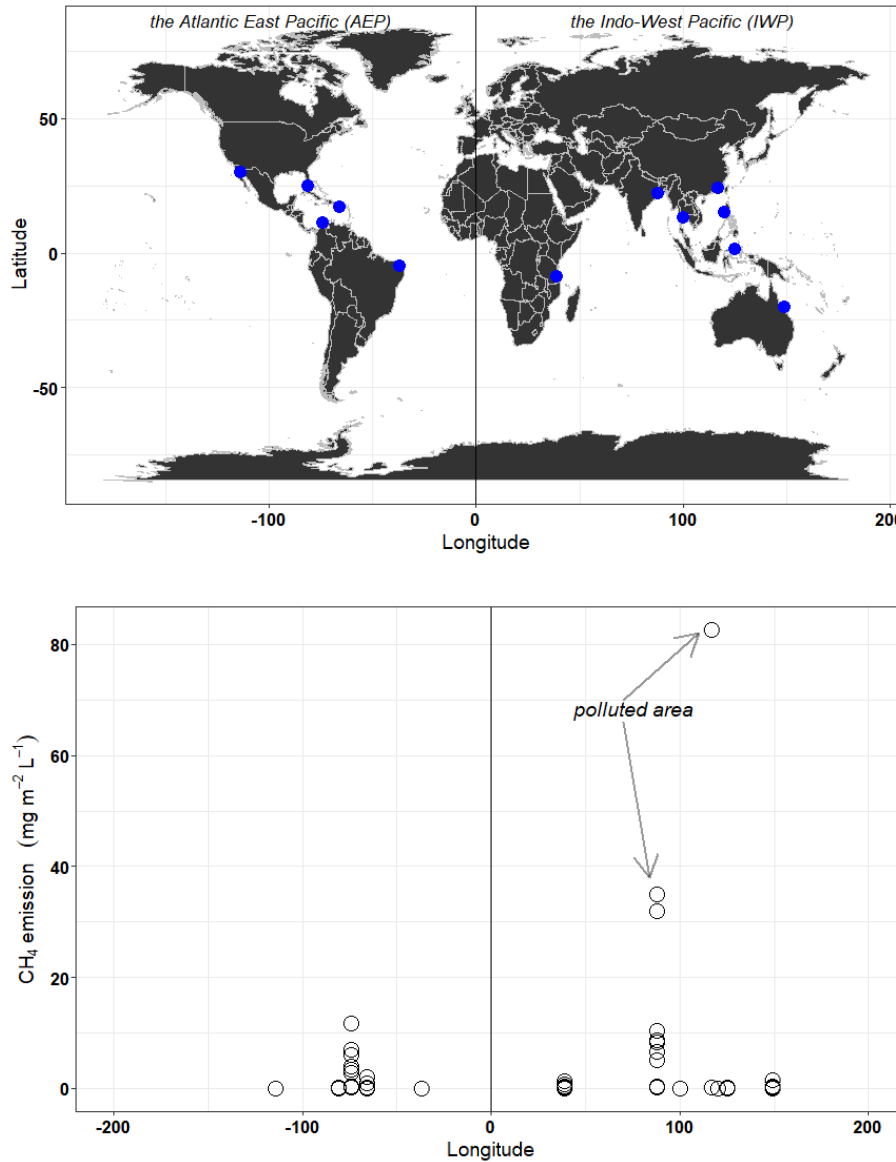 the Atlantic East Pacific (AEP) the Indo-West Pacific (IWP)
50
0
-50
Latitude
-100 0 100 200
Longitude
80
60
40
20
0
CH₄ emission (mg m⁻² L⁻¹)
polluted area
-200 -100 0 100 200
Longitude